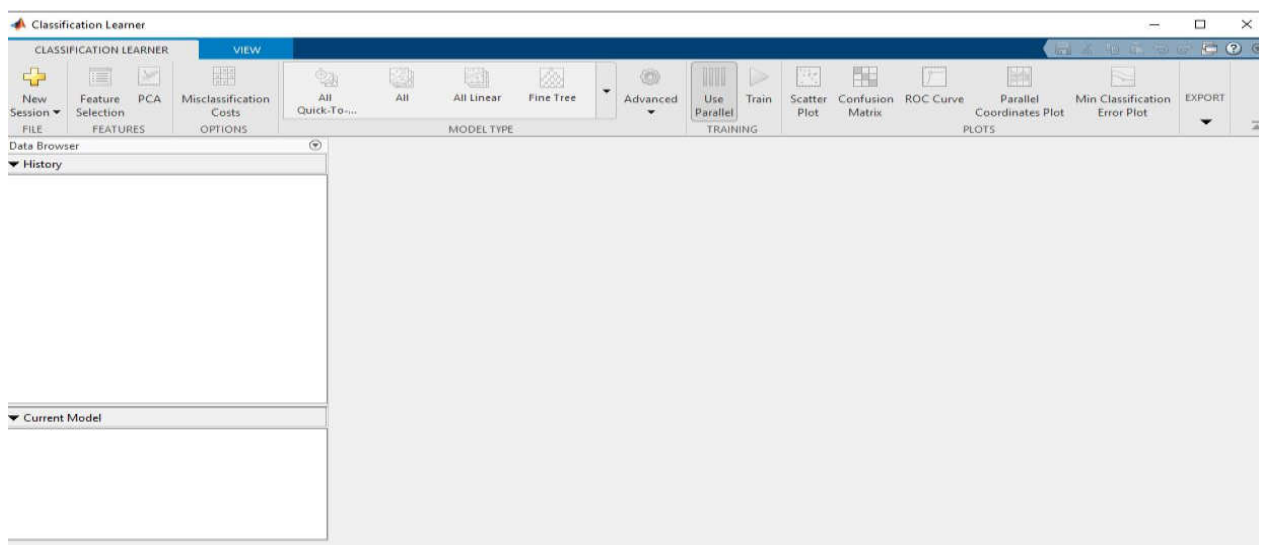 Classification Learner
CLASSIFICATION LEARNER VIEW
New Session
Feature Selection
PCA
Misclassification Costs
All Quick-To-...
All
All Linear
Fine Tree
Advanced
Use Parallel
Train
Scatter Plot
Confusion Matrix
ROC Curve
Parallel Coordinates Plot
Min Classification Error Plot
EXPORT
FILE FEATURES OPTIONS MODEL TYPE TRAINING PLOTS
Data Browser
History
Current Model